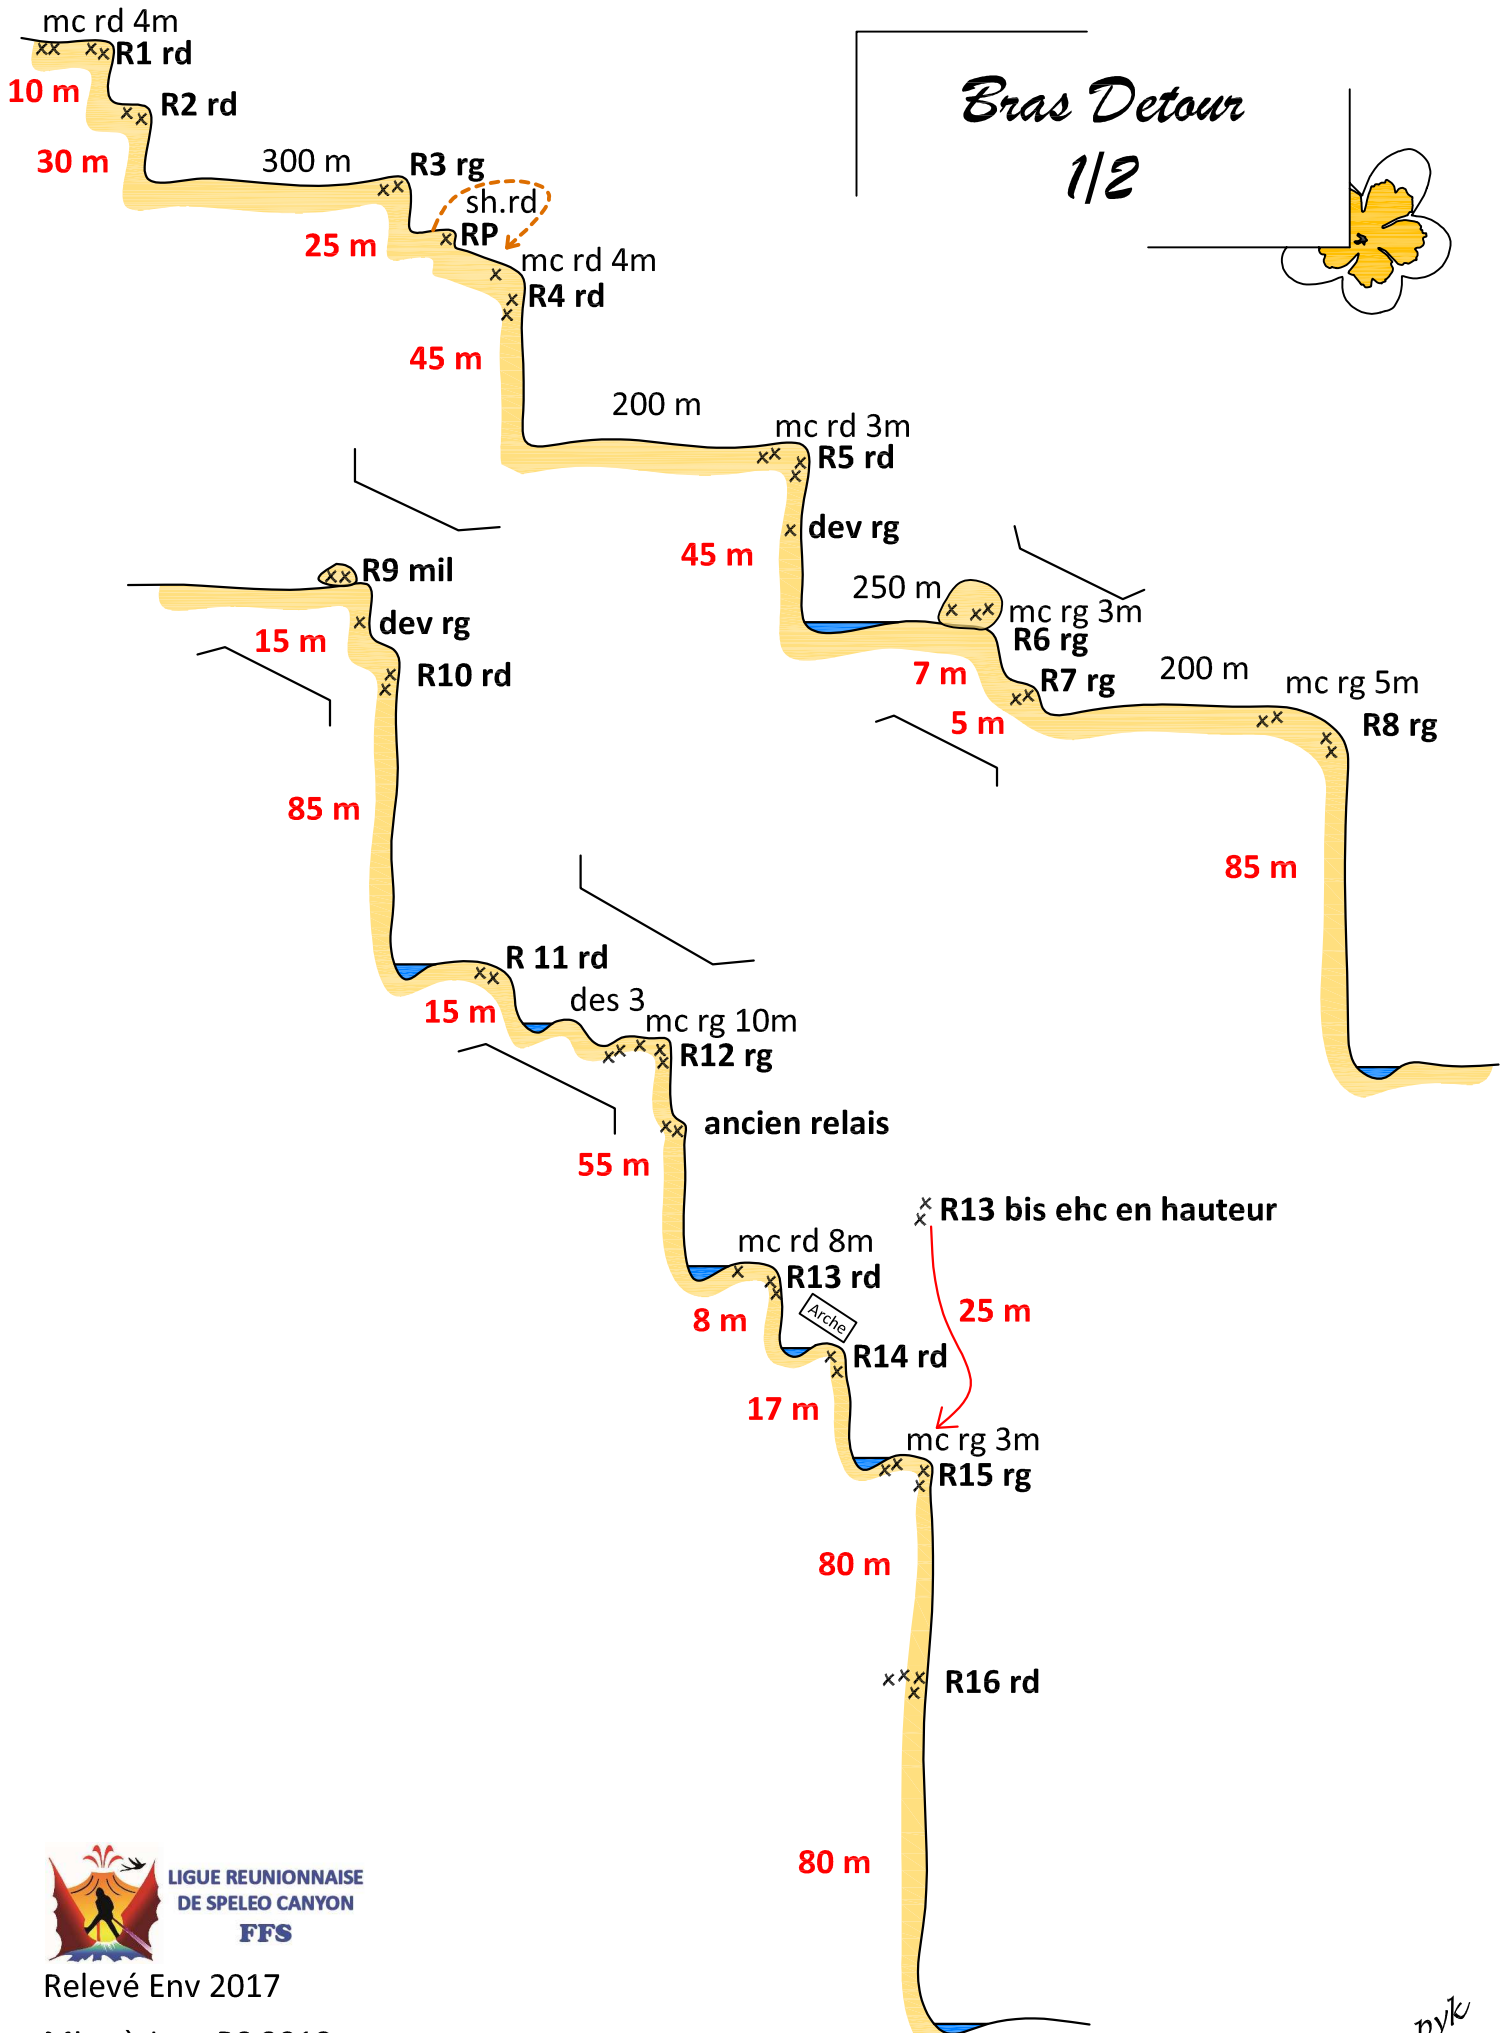 mc rd 4m
R1 rd
10 m
R2 rd
30 m
300 m
R3 rg
sh.rd
25 m
RP
mc rd 4m
R4 rd
45 m
Bras Detour
1/2
200 m
mc rd 3m
R5 rd
dev rg
45 m
250 m
mc rg 3m
R6 rg
7 m
R7 rg
5 m
200 m
mc rg 5m
R8 rg
85 m
R9 mil
dev rg
15 m
R10 rd
85 m
R 11 rd
15 m
des 3
mc rg 10m
R12 rg
ancien relais
55 m
R13 bis ehc en hauteur
25 m
mc rd 8m
R13 rd
8 m
Arche
R14 rd
17 m
mc rg 3m
R15 rg
80 m
R16 rd
80 m
LIGUE REUNIONNAISE
DE SPELEO CANYON
FFS
Relevé Env 2017
pyk